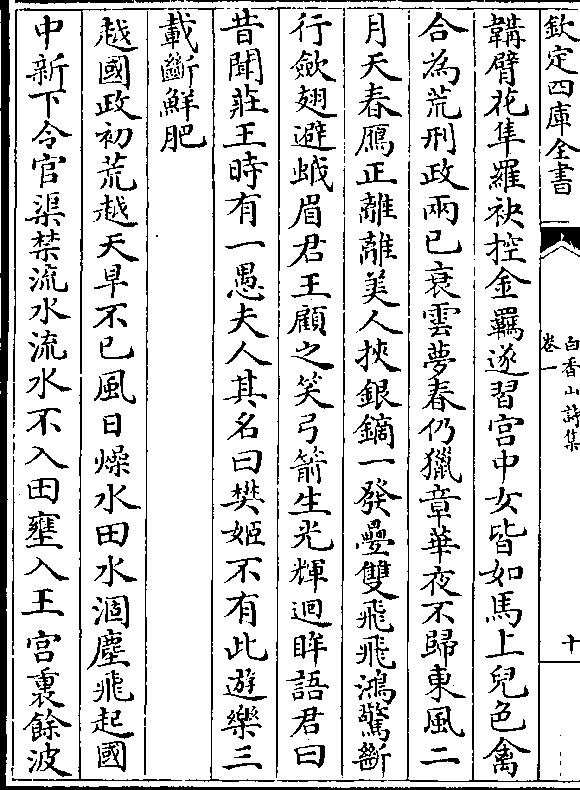 欽定四庫全書
白香山詩集
卷一
十
韝臂花隼羅袂控金羈遂習宮中女皆如馬上兒色禽
合為荒刑政兩已衰雲夢春仍獵章華夜不歸東風二
月天春鴈正離離美人挾銀鏑一發疊雙飛飛鴻驚斷
行斂翅避蛾眉君王顧之笑弓箭生光輝迴眸語君曰
昔聞莊王時有一愚夫人其名曰樊姬不有此遊樂三
載斷鮮肥
越國政初荒越天旱不已風日燥水田水涸塵飛起國
中新下令官渠禁流水流水不入田壅入王宮裏餘波